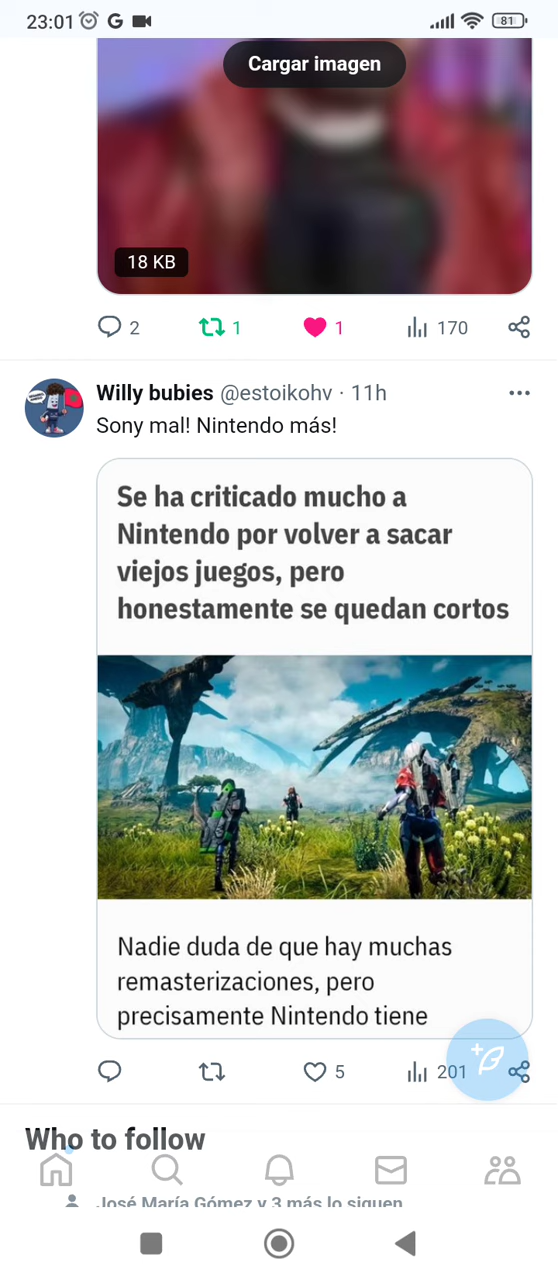 23:01 G 81
Cargar imagen
18 KB
2 1 1 170
Willy bubies @estoikohv · 11h
Sony mal! Nintendo más!
Se ha criticado mucho a
Nintendo por volver a sacar
viejos juegos, pero
honestamente se quedan cortos
Nadie duda de que hay muchas
remasterizaciones, pero
precisamente Nintendo tiene
5 201
Who to follow
José María Gómez y 3 más lo siguen